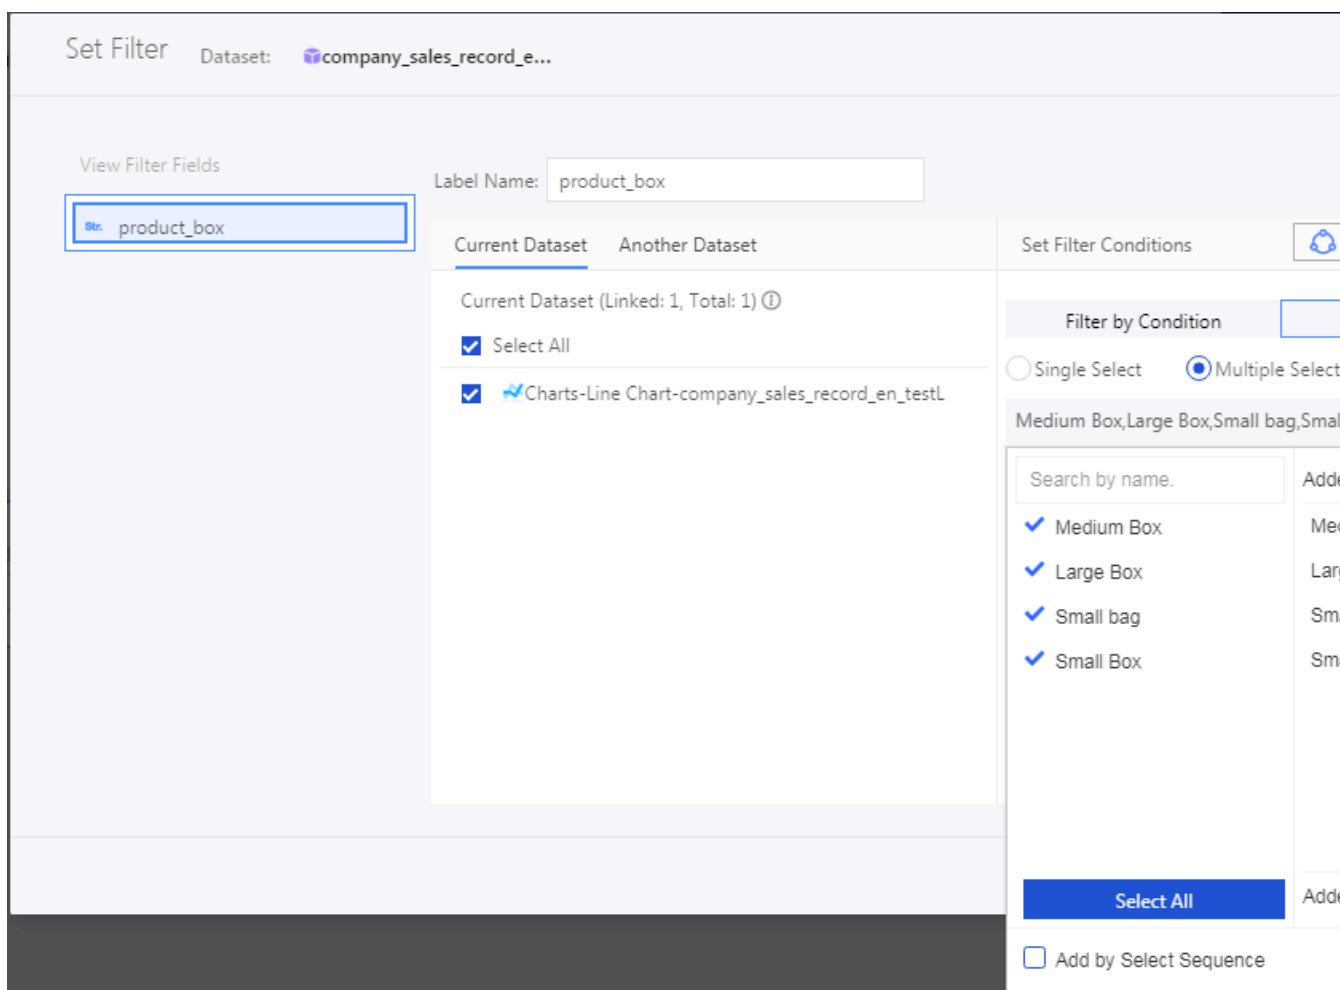 Set Filter Dataset: company_sales_record_e...
View Filter Fields
Str. product_box
Label Name: product_box
Current Dataset Another Dataset
Current Dataset (Linked: 1, Total: 1)
Select All
Charts-Line Chart-company_sales_record_en_testL
Set Filter Conditions
Filter by Condition
Single Select Multiple Select
Medium Box,Large Box,Small bag,Smal
Search by name.
Medium Box
Large Box
Small bag
Small Box
Select All
Add by Select Sequence